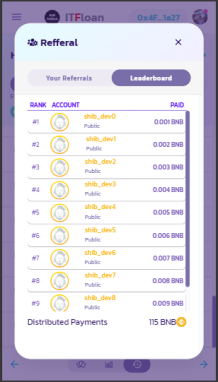 ITFloan
0x4F...1a27
Refferal
Your Referrals
Leaderboard
RANK ACCOUNT PAID
#1 shib_dev0 0.001 BNB
Public
#2 shib_dev1 0.002 BNB
Public
#3 shib_dev2 0.003 BNB
Public
#4 shib_dev3 0.004 BNB
Public
#5 shib_dev4 0.005 BNB
Public
#6 shib_dev5 0.006 BNB
Public
#7 shib_dev6 0.007 BNB
Public
#8 shib_dev7 0.008 BNB
Public
#9 shib_dev8 0.009 BNB
Public
Distributed Payments 115 BNB